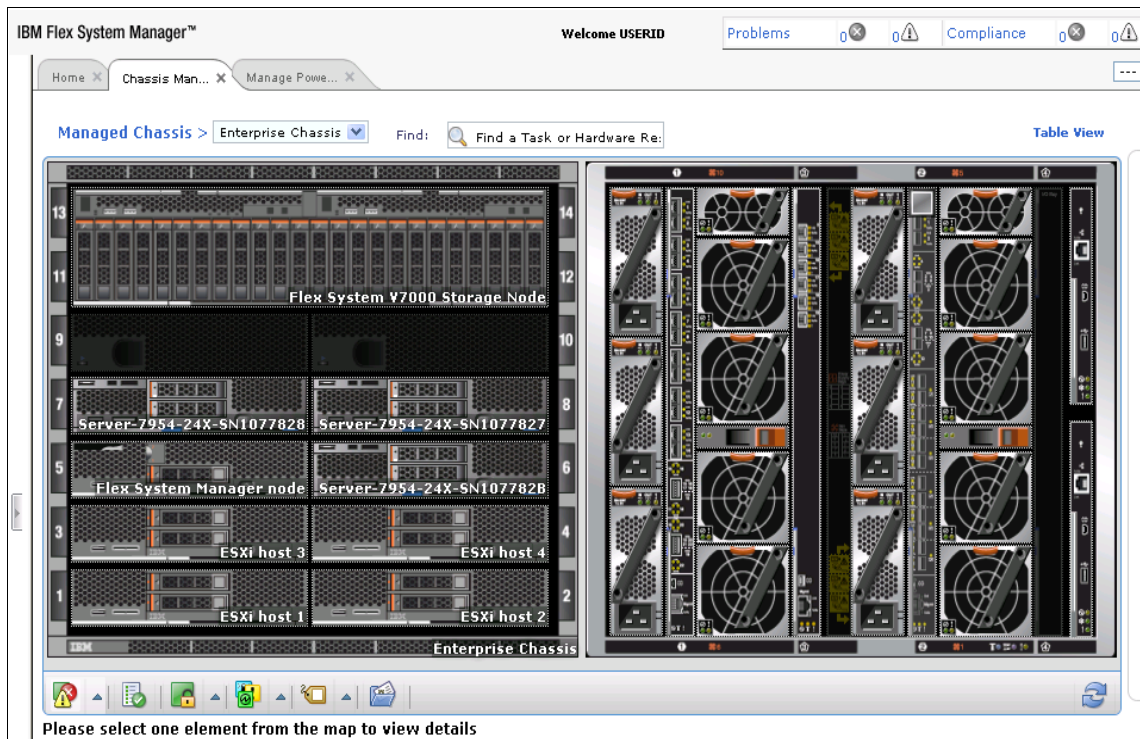 IBM Flex System Manager™
Welcome USERID
Problems 0 0 Compliance 0 0
Home Chassis Man... Manage Powe... ---
Managed Chassis > Enterprise Chassis Find: Find a Task or Hardware Re: Table View
13 14
11 12
Flex System V7000 Storage Node
9 10
7 8
Server-7954-24X-SN1077828 Server-7954-24X-SN1077827
5 6
Flex System Manager node Server-7954-24X-SN107782B
3 4
ESXi host 3 ESXi host 4
1 2
ESXi host 1 ESXi host 2
IBM Enterprise Chassis
Please select one element from the map to view details